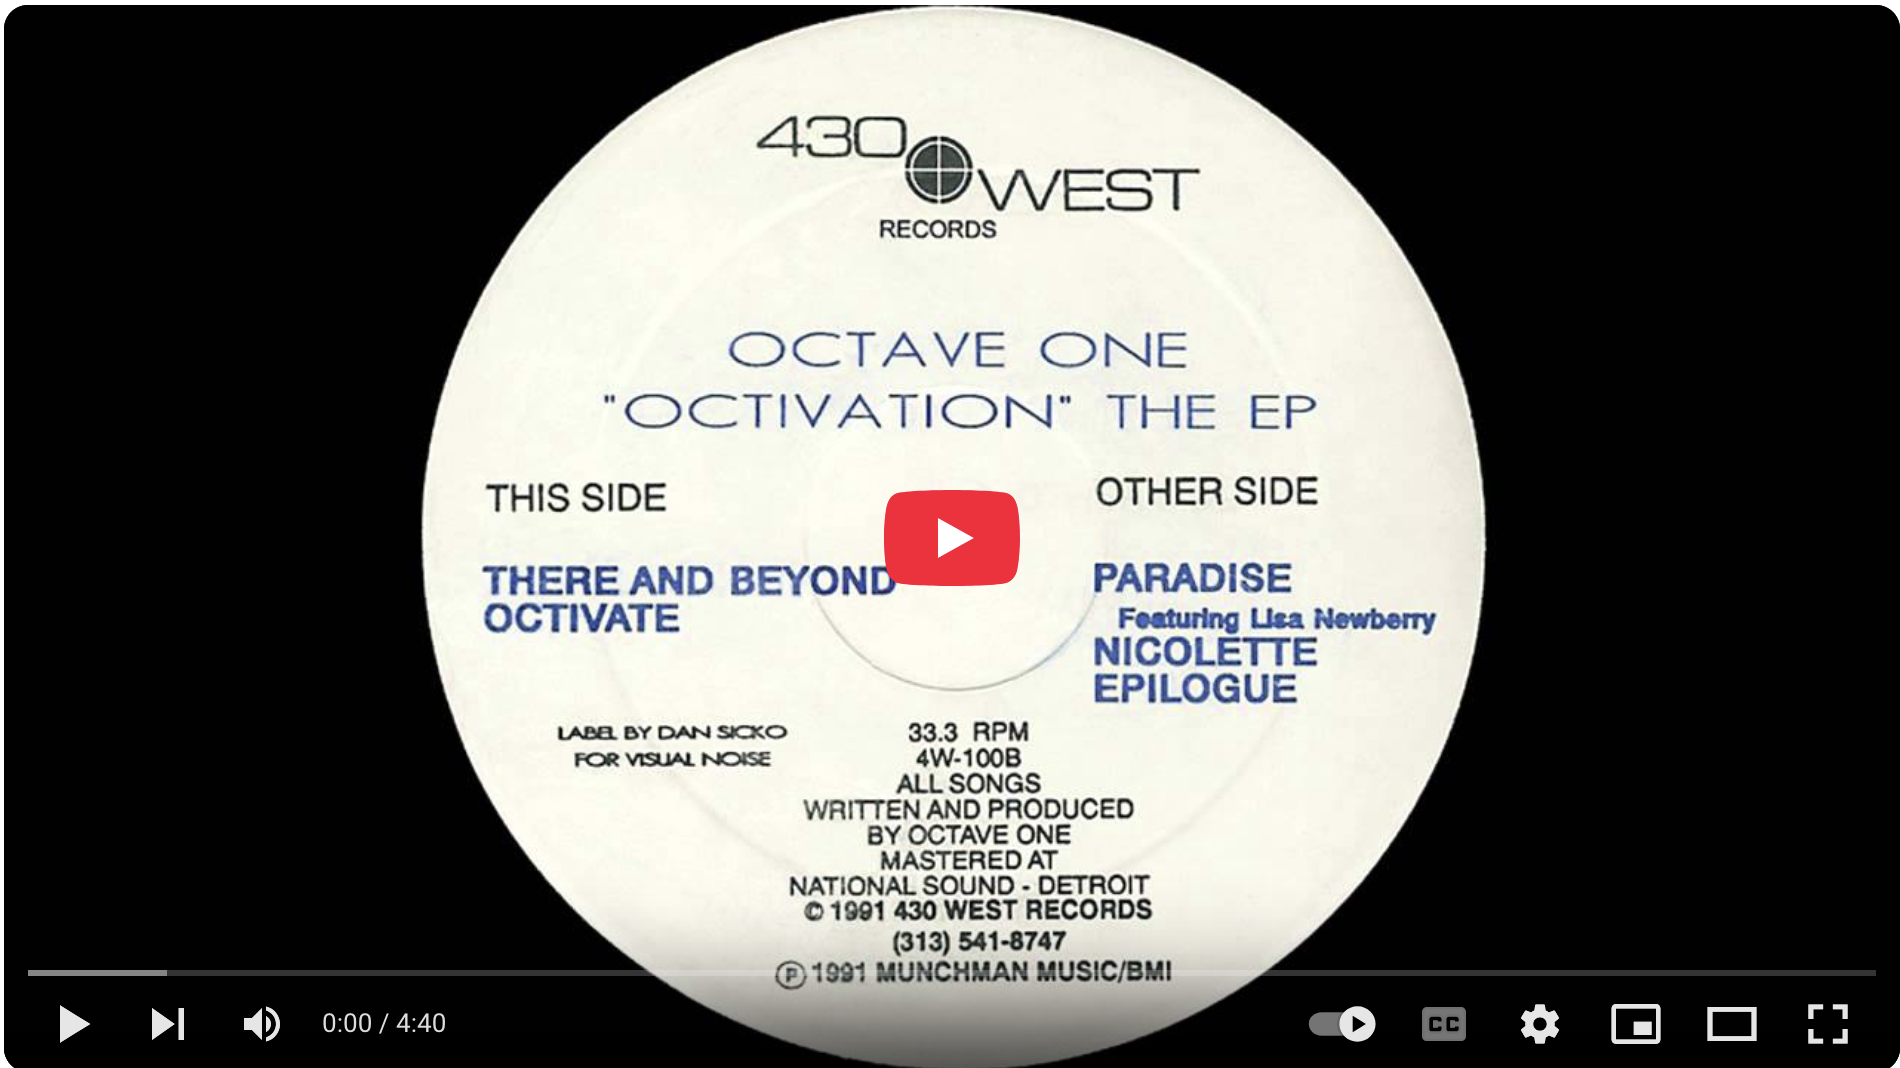 430 WEST
RECORDS
OCTAVE ONE
"OCTIVATION" THE EP
THIS SIDE
OTHER SIDE
THERE AND BEYOND
OCTIVATE
PARADISE
Featuring Lisa Newberry
NICOLETTE
EPILOGUE
LABEL BY DAN SICKO
FOR VISUAL NOISE
33.3 RPM
4W-100B
ALL SONGS
WRITTEN AND PRODUCED
BY OCTAVE ONE
MASTERED AT
NATIONAL SOUND - DETROIT
© 1991 430 WEST RECORDS
(313) 541-8747
℗ 1991 MUNCHMAN MUSIC/BMI
0:00 / 4:40
CC